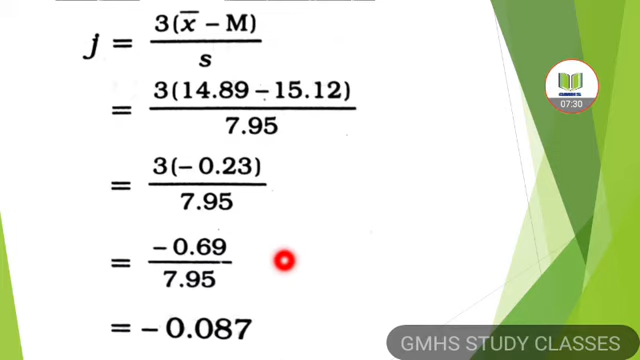 j = 3(x̅ – M) / s
= 3(14.89 – 15.12) / 7.95
= 3(– 0.23) / 7.95
= – 0.69 / 7.95
= – 0.087
07:30
GMHS STUDY CLASSES